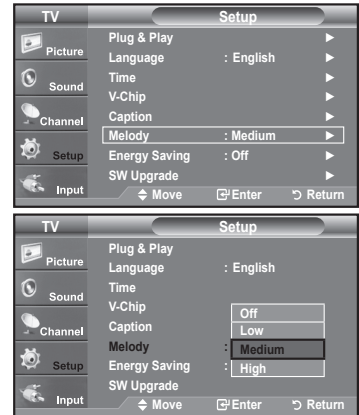 TV Setup
Plug & Play
Picture
Language : English
Time
Sound
V-Chip
Caption
Channel
Melody : Medium
Setup
Energy Saving : Off
SW Upgrade
Input
Move Enter Return
TV Setup
Plug & Play
Picture
Language : English
Time
Sound
V-Chip
Off
Channel
Caption
Low
Melody :
Medium
Setup
Energy Saving :
High
SW Upgrade
Input
Move Enter Return